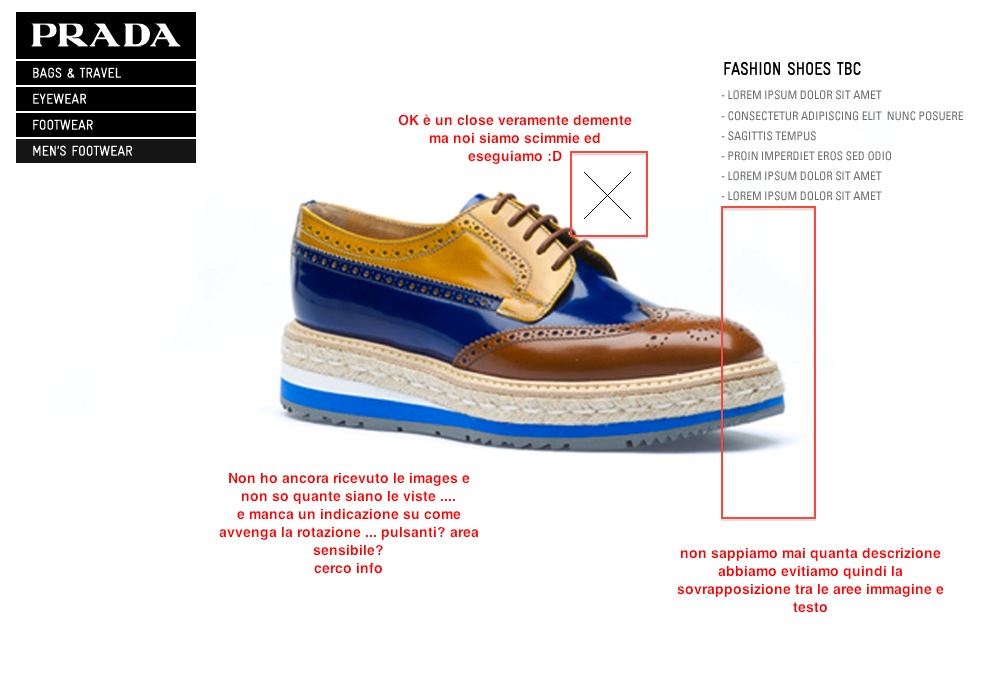 PRADA
BAGS & TRAVEL
EYEWEAR
FOOTWEAR
MEN'S FOOTWEAR
FASHION SHOES TBC
- LOREM IPSUM DOLOR SIT AMET
- CONSECTETUR ADIPISCING ELIT NUNC POSUERE
- SAGITTIS TEMPUS
- PROIN IMPERDIET EROS SED ODIO
- LOREM IPSUM DOLOR SIT AMET
- LOREM IPSUM DOLOR SIT AMET
OK è un close veramente demente
ma noi siamo scimmie ed
eseguiamo :D
Non ho ancora ricevuto le images e
non so quante siano le viste ....
e manca un indicazione su come
avvenga la rotazione ... pulsanti? area
sensibile?
cerco info
non sappiamo mai quanta descrizione
abbiamo evitiamo quindi la
sovrapposizione tra le aree immagine e
testo